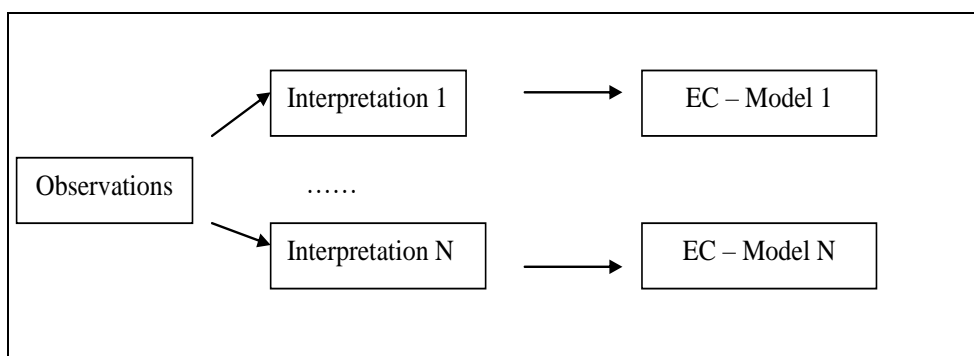 Interpretation 1
EC – Model 1
Observations
……
Interpretation N
EC – Model N